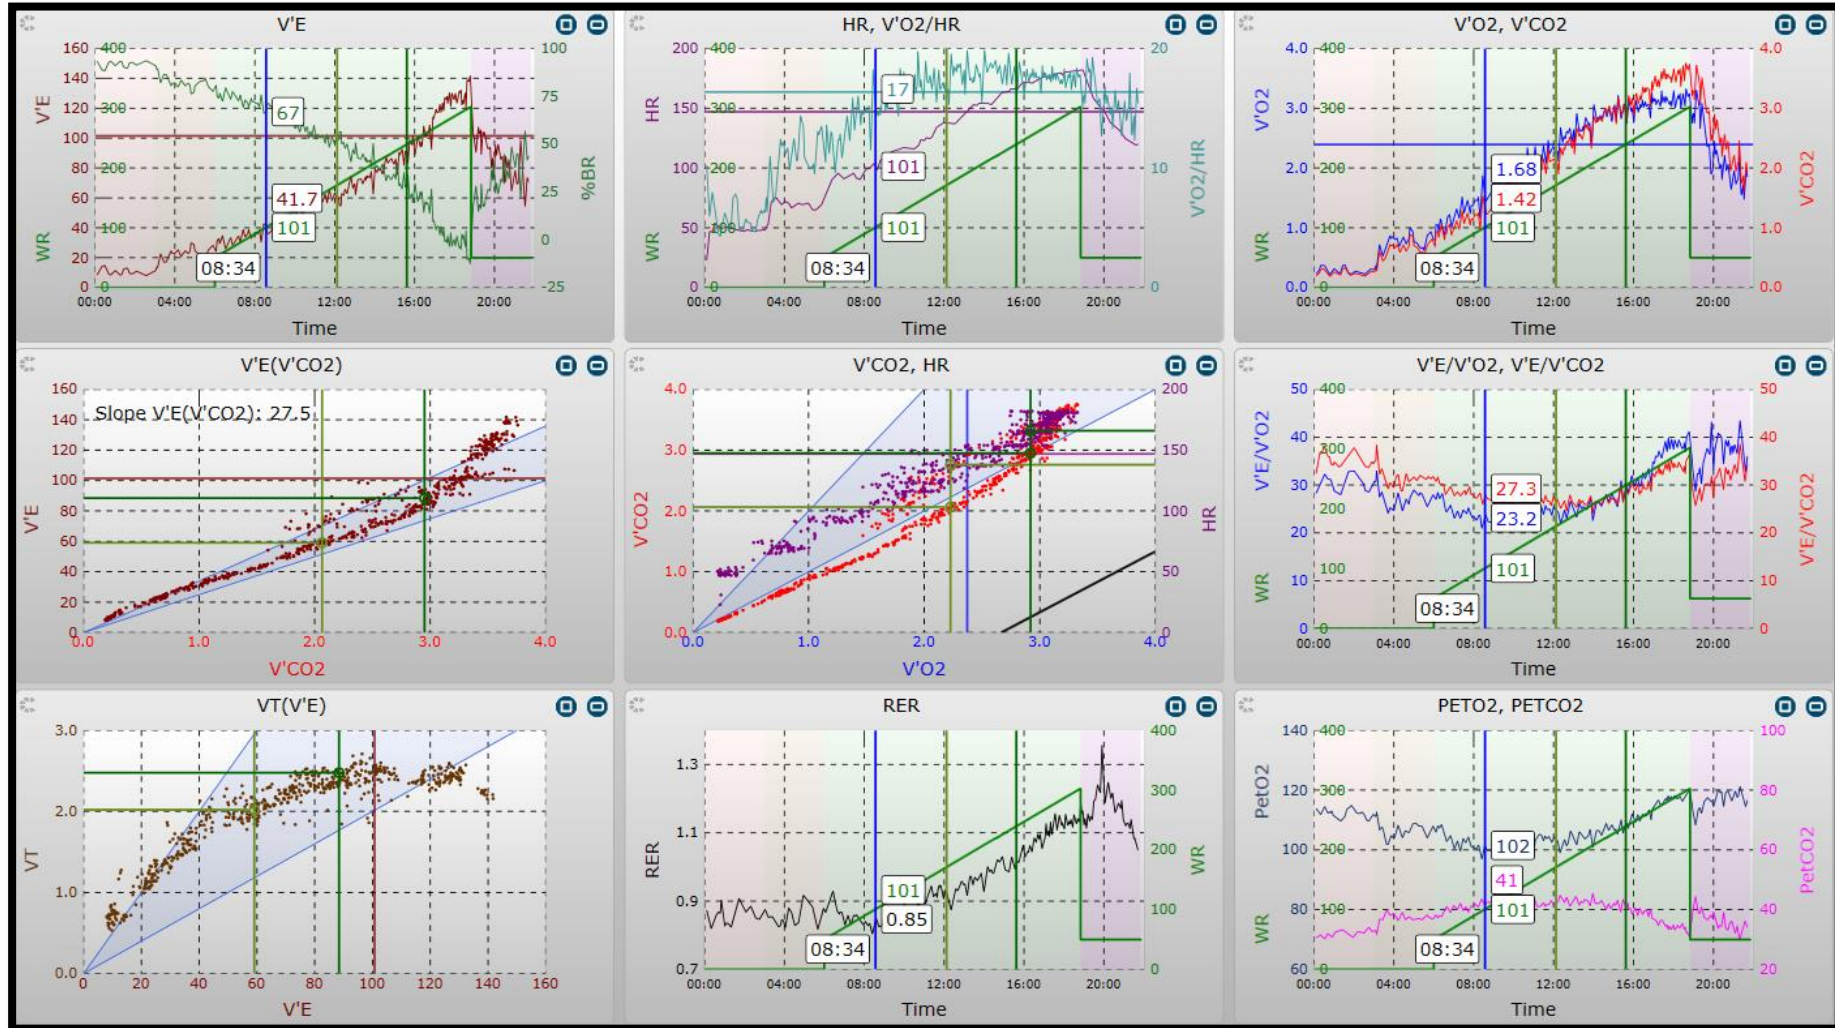 V'E
160
140
120
100
80
60
40
20
0
V'E
WR
400
300
200
100
0
100
75
50
25
0
-25
%BR
67
41.7
101
08:34
00:00 04:00 08:00 12:00 16:00 20:00
Time
HR, V'O2/HR
200
150
100
50
0
HR
WR
400
300
200
100
0
20
10
0
V'O2/HR
17
101
101
08:34
00:00 04:00 08:00 12:00 16:00 20:00
Time
V'O2, V'CO2
4.0
3.0
2.0
1.0
0.0
V'O2
WR
400
300
200
100
0
4.0
3.0
2.0
1.0
0.0
V'CO2
1.68
1.42
101
08:34
00:00 04:00 08:00 12:00 16:00 20:00
Time
V'E(V'CO2)
Slope V'E(V'CO2): 27.5
160
140
120
100
80
60
40
20
0
V'E
0.0 1.0 2.0 3.0 4.0
V'CO2
V'CO2, HR
4.0
3.0
2.0
1.0
0.0
V'CO2
200
150
100
50
0
HR
1.0 2.0 3.0 4.0
V'O2
V'E/V'O2, V'E/V'CO2
50
40
30
20
10
0
V'E/V'O2
WR
400
300
200
100
0
50
40
30
20
10
0
V'E/V'CO2
27.3
23.2
101
08:34
00:00 04:00 08:00 12:00 16:00 20:00
Time
VT(V'E)
3.0
2.0
1.0
0.0
VT
0 20 40 60 80 100 120 140 160
V'E
RER
1.3
1.1
0.9
0.7
RER
400
300
200
100
0
WR
101
0.85
08:34
00:00 04:00 08:00 12:00 16:00 20:00
Time
PETO2, PETCO2
140
120
100
80
60
PetO2
WR
400
300
200
100
0
100
80
60
40
20
PetCO2
102
41
101
08:34
00:00 04:00 08:00 12:00 16:00 20:00
Time